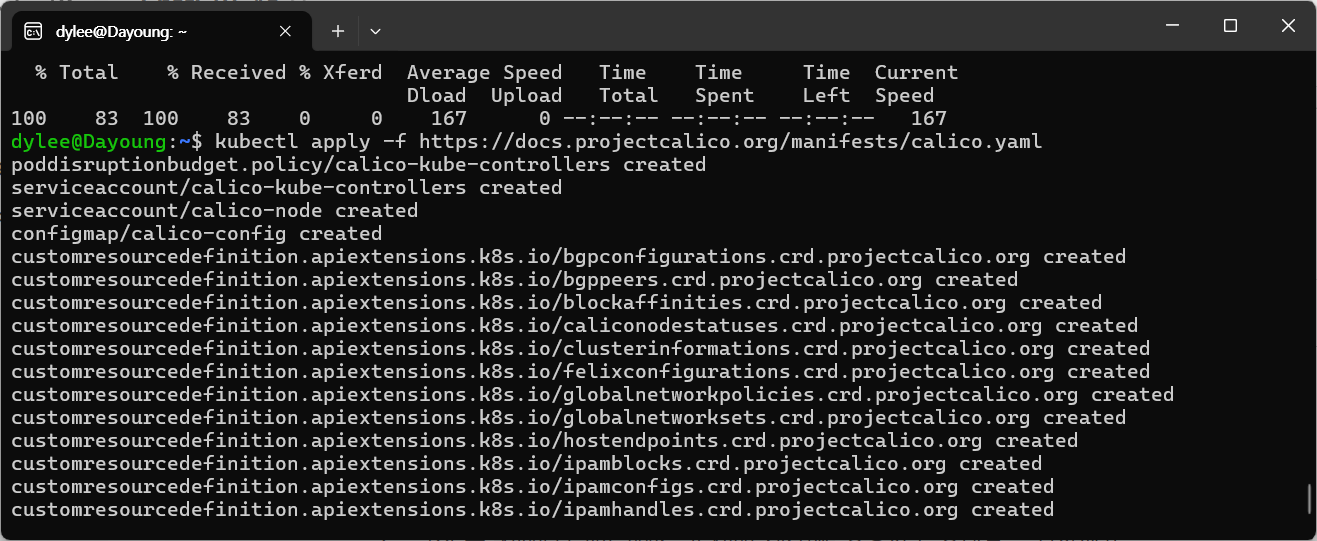 dylee@Dayoung: ~
% Total % Received % Xferd Average Speed Time Time Time Current
Dload Upload Total Spent Left Speed
100 83 100 83 0 0 167 0 --:--:-- --:--:-- --:--:-- 167
dylee@Dayoung:~$ kubectl apply -f https://docs.projectcalico.org/manifests/calico.yaml
poddisruptionbudget.policy/calico-kube-controllers created
serviceaccount/calico-kube-controllers created
serviceaccount/calico-node created
configmap/calico-config created
customresourcedefinition.apiextensions.k8s.io/bgpconfigurations.crd.projectcalico.org created
customresourcedefinition.apiextensions.k8s.io/bgppeers.crd.projectcalico.org created
customresourcedefinition.apiextensions.k8s.io/blockaffinities.crd.projectcalico.org created
customresourcedefinition.apiextensions.k8s.io/caliconodestatuses.crd.projectcalico.org created
customresourcedefinition.apiextensions.k8s.io/clusterinformations.crd.projectcalico.org created
customresourcedefinition.apiextensions.k8s.io/felixconfigurations.crd.projectcalico.org created
customresourcedefinition.apiextensions.k8s.io/globalnetworkpolicies.crd.projectcalico.org created
customresourcedefinition.apiextensions.k8s.io/globalnetworksets.crd.projectcalico.org created
customresourcedefinition.apiextensions.k8s.io/hostendpoints.crd.projectcalico.org created
customresourcedefinition.apiextensions.k8s.io/ipamblocks.crd.projectcalico.org created
customresourcedefinition.apiextensions.k8s.io/ipamconfigs.crd.projectcalico.org created
customresourcedefinition.apiextensions.k8s.io/ipamhandles.crd.projectcalico.org created